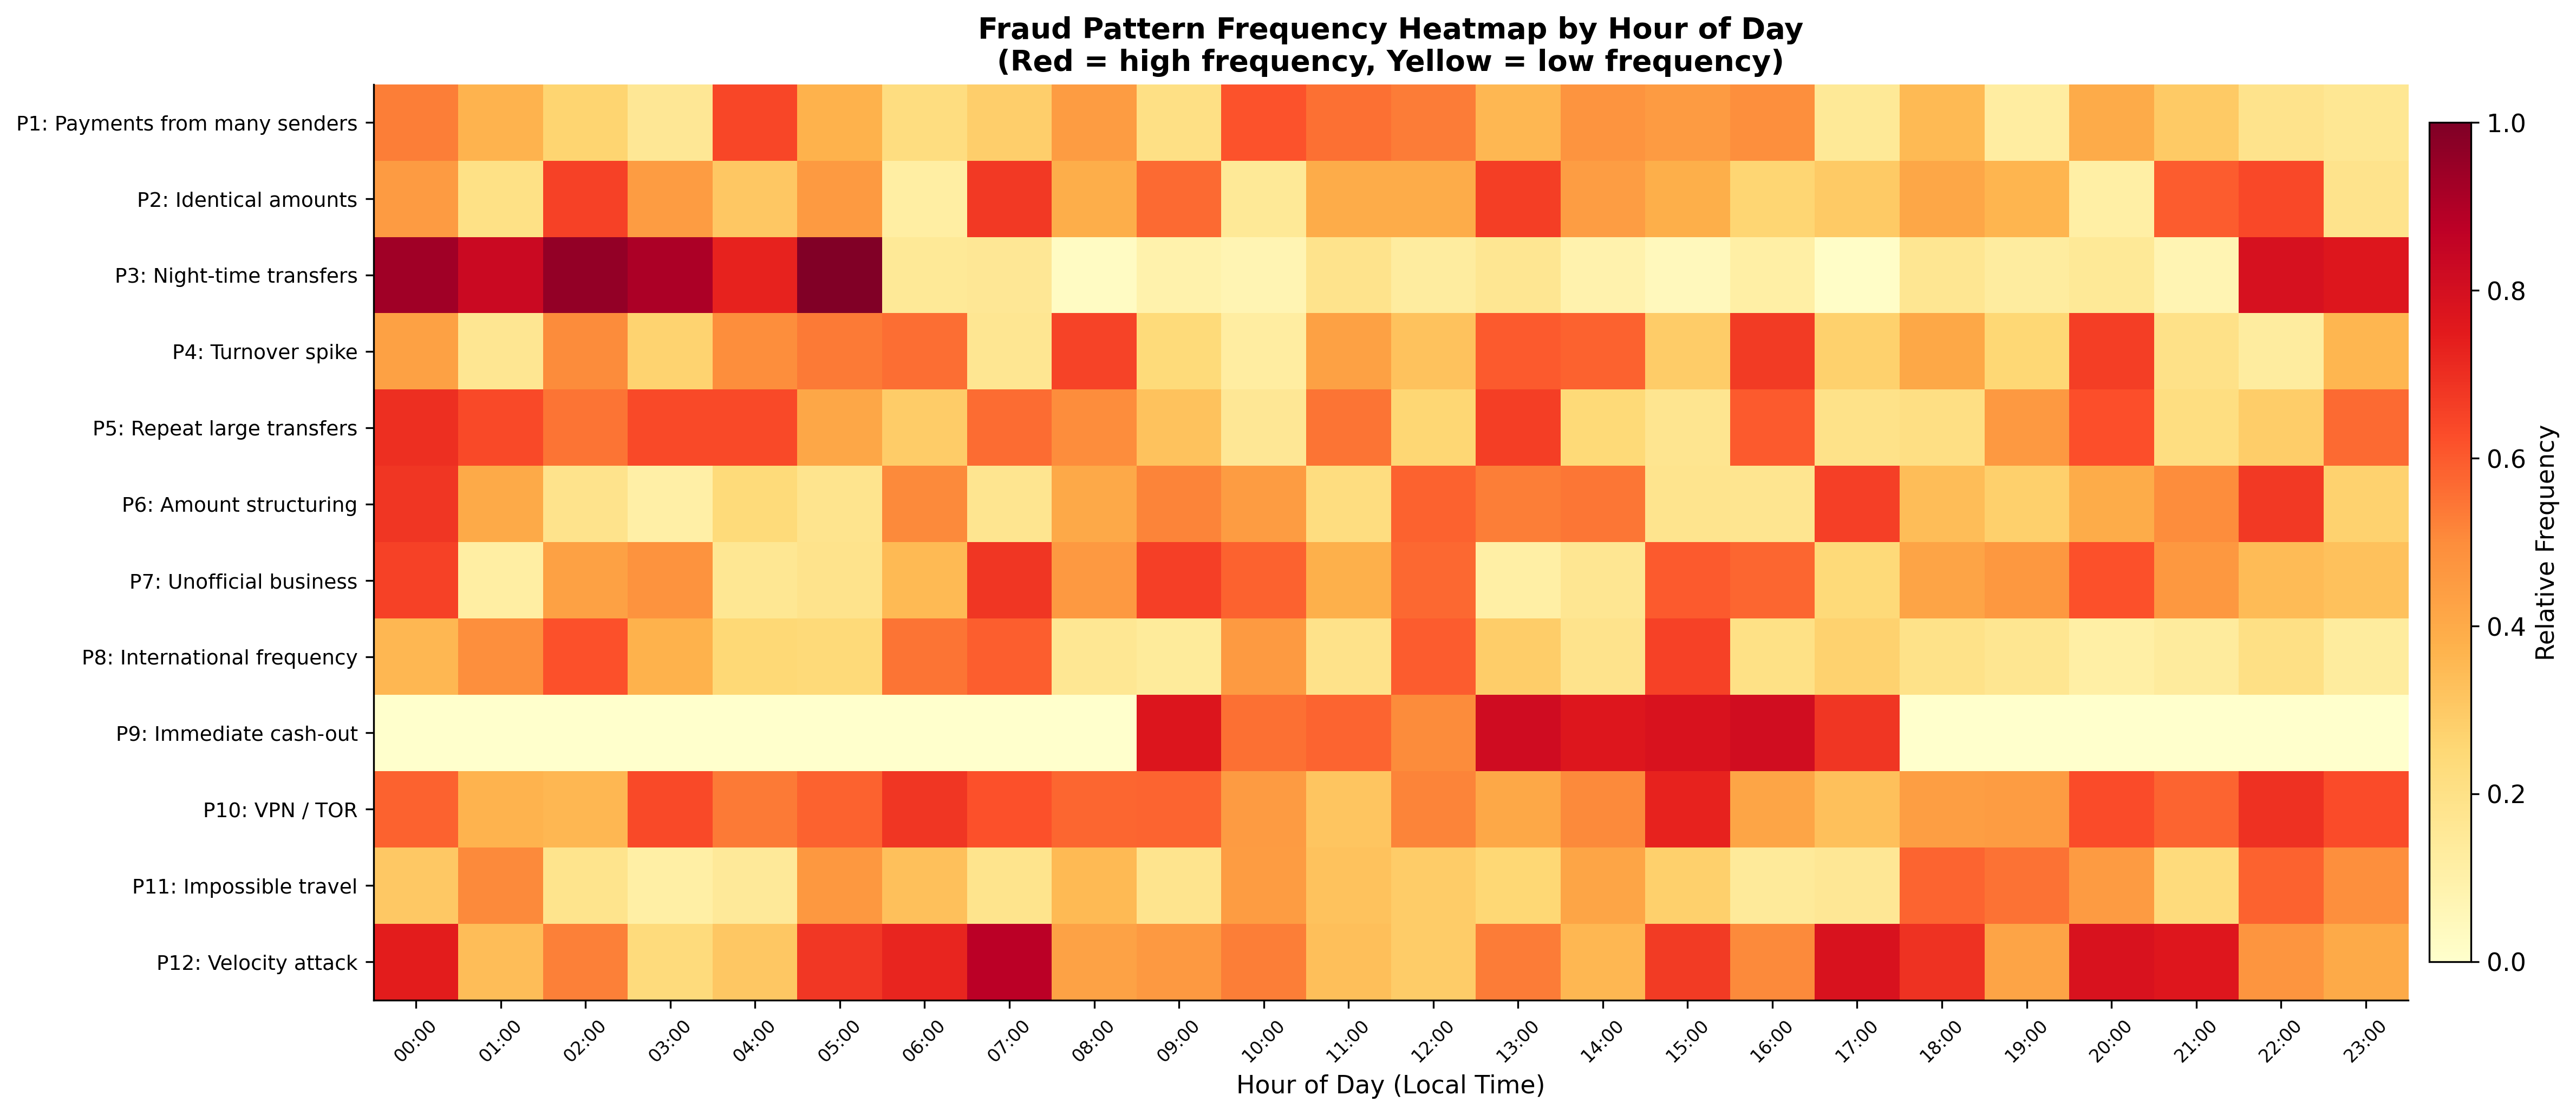 Fraud Pattern Frequency Heatmap by Hour of Day
(Red = high frequency, Yellow = low frequency)
P1: Payments from many senders
P2: Identical amounts
P3: Night-time transfers
P4: Turnover spike
P5: Repeat large transfers
P6: Amount structuring
P7: Unofficial business
P8: International frequency
P9: Immediate cash-out
P10: VPN / TOR
P11: Impossible travel
P12: Velocity attack
00:00 01:00 02:00 03:00 04:00 05:00 06:00 07:00 08:00 09:00 10:00 11:00 12:00 13:00 14:00 15:00 16:00 17:00 18:00 19:00 20:00 21:00 22:00 23:00
Hour of Day (Local Time)
1.0
0.8
0.6
0.4
0.2
0.0
Relative Frequency